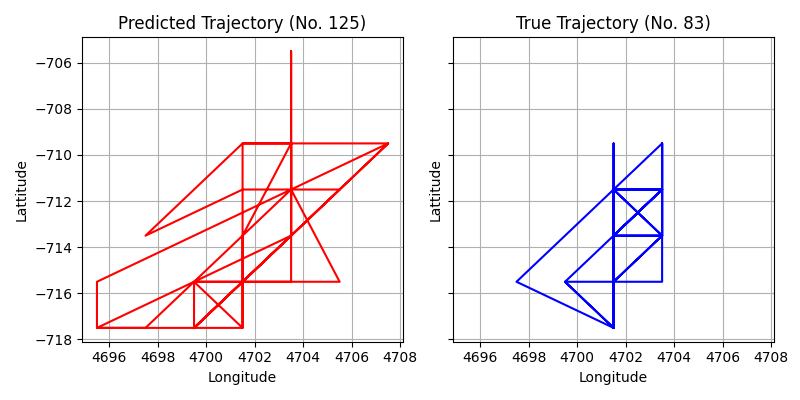 Predicted Trajectory (No. 125)
True Trajectory (No. 83)
−706
−708
−710
−712
−714
−716
−718
Lattitude
Lattitude
4696 4698 4700 4702 4704 4706 4708
4696 4698 4700 4702 4704 4706 4708
Longitude
Longitude